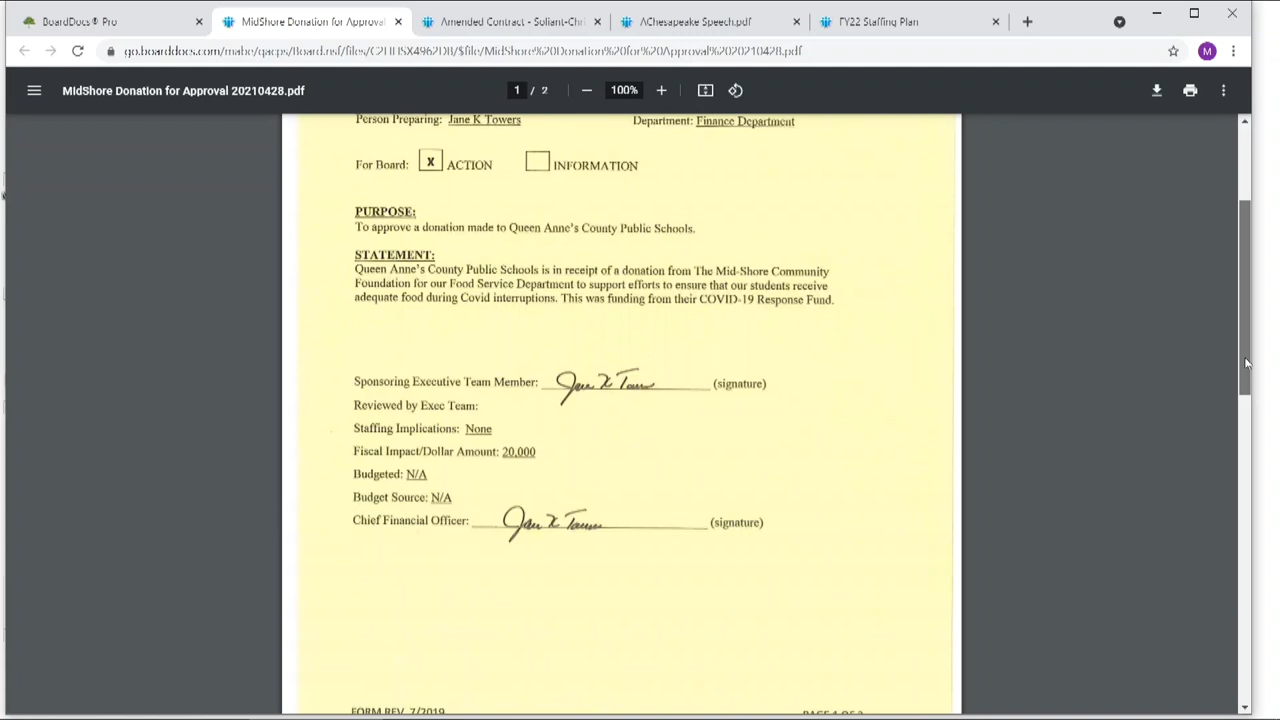 BoardDocs® Pro
MidShore Donation for Approval
Amended Contract - Soliant-Chri
AChesapeake Speech.pdf
FY22 Staffing Plan
M
MidShore Donation for Approval 20210428.pdf
1 / 2
100%
Person Preparing: Jane K Towers
Department: Finance Department
For Board: x ACTION INFORMATION
PURPOSE:
To approve a donation made to Queen Anne's County Public Schools.
STATEMENT:
Queen Anne's County Public Schools is in receipt of a donation from The Mid-Shore Community
Foundation for our Food Service Department to support efforts to ensure that our students receive
adequate food during Covid interruptions. This was funding from their COVID-19 Response Fund.
Sponsoring Executive Team Member: Jane K Towers (signature)
Reviewed by Exec Team:
Staffing Implications: None
Fiscal Impact/Dollar Amount: 20,000
Budgeted: N/A
Budget Source: N/A
Chief Financial Officer: Jane K Towers (signature)
FORM REV. 7/2019